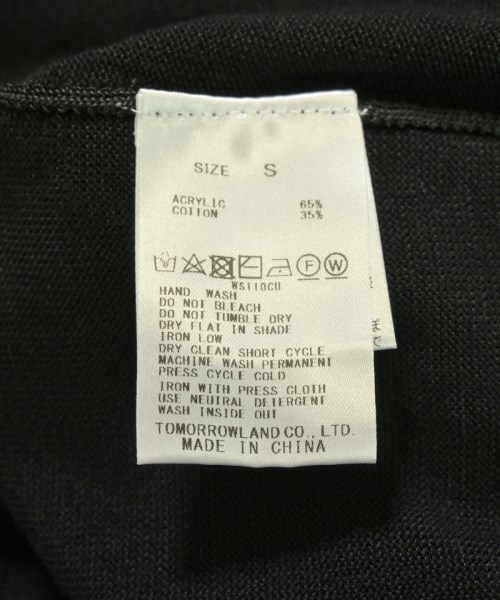 SIZE S
ACRYLIC 65%
COTTON 35%
F W
WS110CU
HAND WASH
DO NOT BLEACH
DO NOT TUMBLE DRY
DRY FLAT IN SHADE
IRON LOW
DRY CLEAN SHORT CYCLE
MACHINE WASH PERMANENT
PRESS CYCLE COLD
IRON WITH PRESS CLOTH
USE NEUTRAL DETERGENT
WASH INSIDE OUT
TOMORROWLAND CO., LTD.
MADE IN CHINA